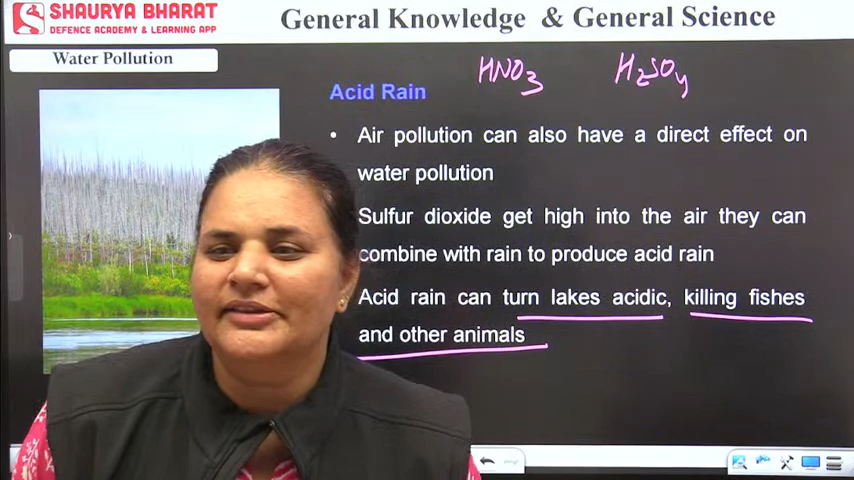 SHAURYA BHARAT
DEFENCE ACADEMY & LEARNING APP
General Knowledge & General Science
Water Pollution
HNO3 H2SO4
Acid Rain
• Air pollution can also have a direct effect on
water pollution
Sulfur dioxide get high into the air they can
combine with rain to produce acid rain
Acid rain can turn lakes acidic, killing fishes
and other animals